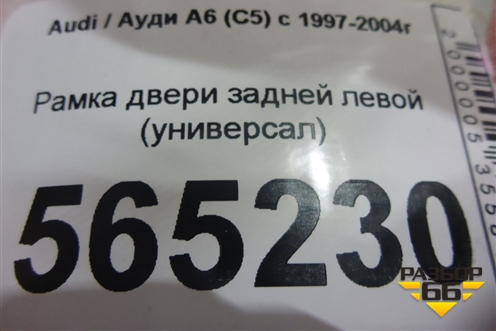 Audi / Ауди А6 (С5) с 1997-2004г
Рамка двери задней левой
(универсал)
565230
РАЗБОР
66